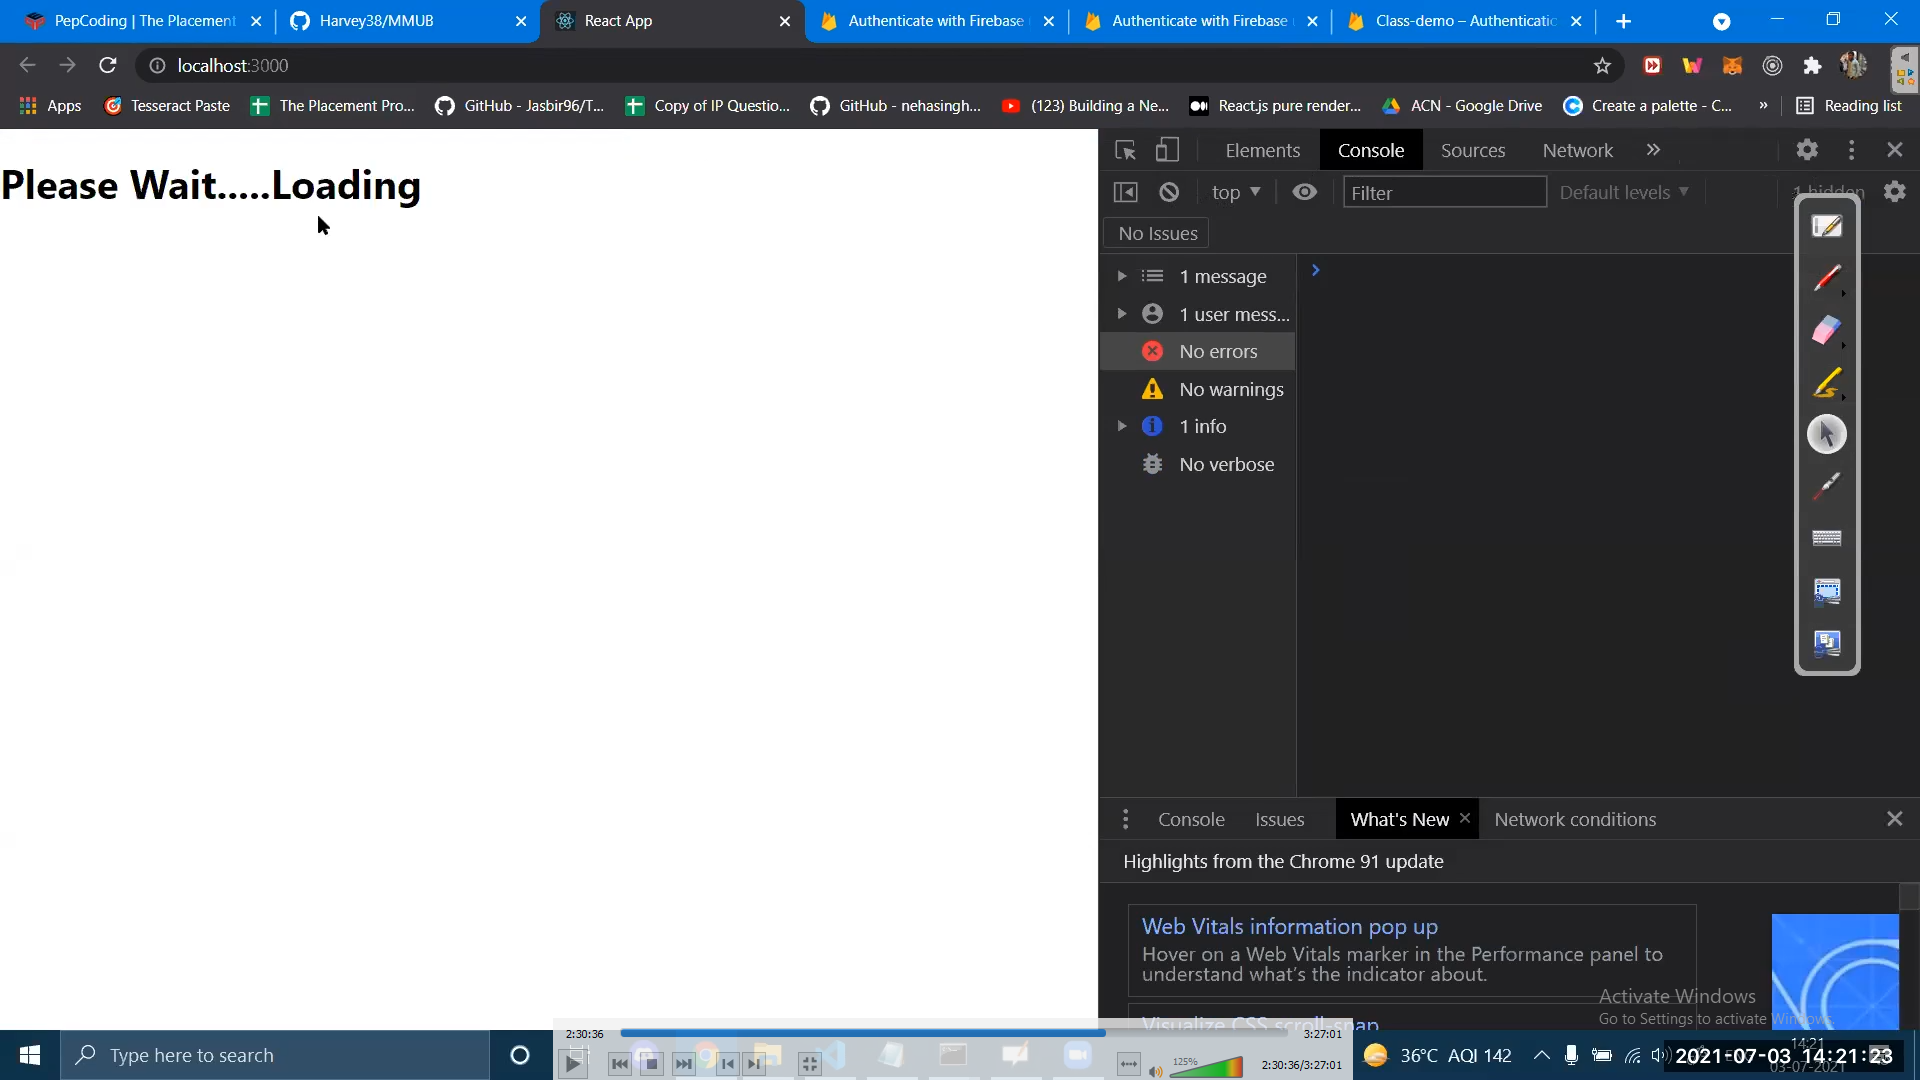 PepCoding | The Placement
Harvey38/MMUB
React App
Authenticate with Firebase
Authenticate with Firebase
Class-demo – Authenticatio
localhost:3000
Apps
Tesseract Paste
The Placement Pro...
GitHub - Jasbir96/T...
Copy of IP Questio...
GitHub - nehasingh...
(123) Building a Ne...
React.js pure render...
ACN - Google Drive
Create a palette - C...
»
Reading list
Please Wait.....Loading
Elements
Console
Sources
Network
»
top
Filter
Default levels
1 hidden
No Issues
1 message
1 user mess...
No errors
No warnings
1 info
No verbose
Console
Issues
What's New
Network conditions
Highlights from the Chrome 91 update
Web Vitals information pop up
Hover on a Web Vitals marker in the Performance panel to
understand what's the indicator about.
Visualize CSS scroll-snap
Activate Windows
Go to Settings to activate Windows.
Type here to search
2:30:36
3:27:01
125%
2:30:36/3:27:01
36°C AQI 142
14:21
03-07-2021
2021-07-03 14:21:23